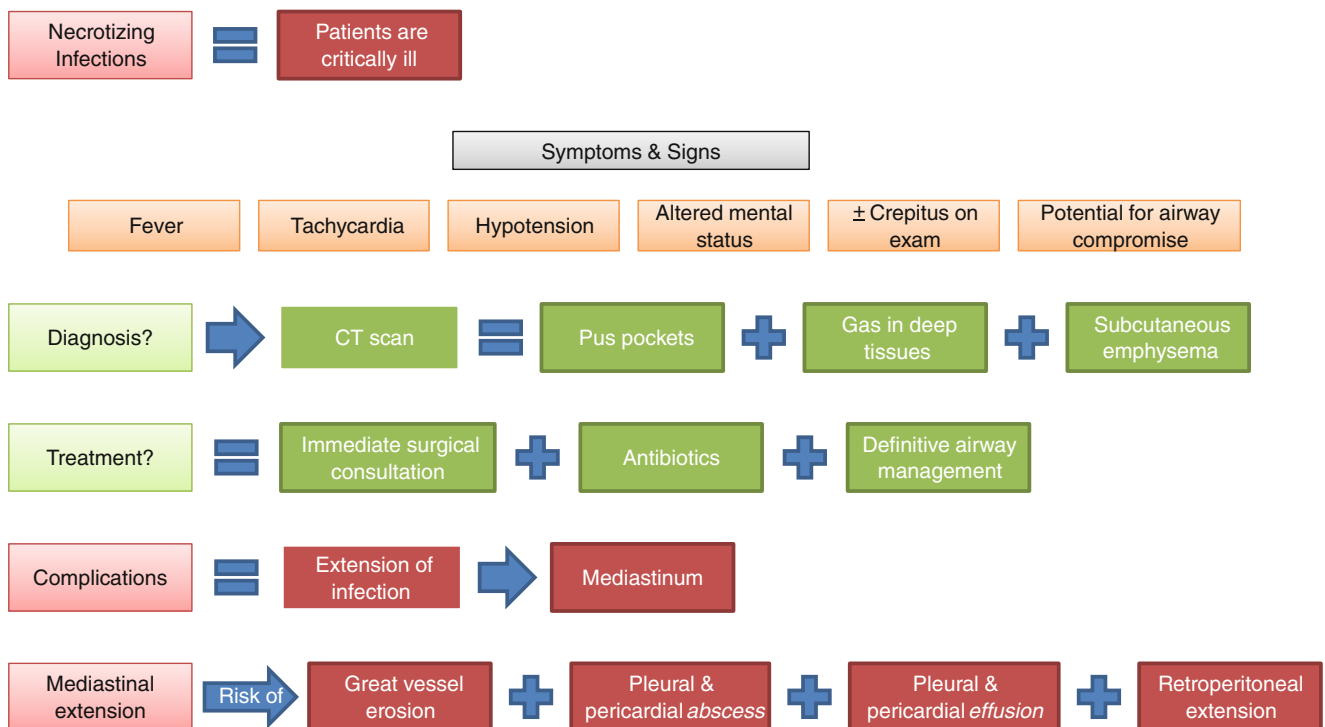 Necrotizing
Infections
Patients are
critically ill
Symptoms & Signs
Fever
Tachycardia
Hypotension
Altered mental
status
± Crepitus on
exam
Potential for airway
compromise
Diagnosis?
CT scan
Pus pockets
Gas in deep
tissues
Subcutaneous
emphysema
Treatment?
Immediate surgical
consultation
Antibiotics
Definitive airway
management
Complications
Extension of
infection
Mediastinum
Mediastinal
extension
Risk of
Great vessel
erosion
Pleural &
pericardial abscess
Pleural &
pericardial effusion
Retroperitoneal
extension